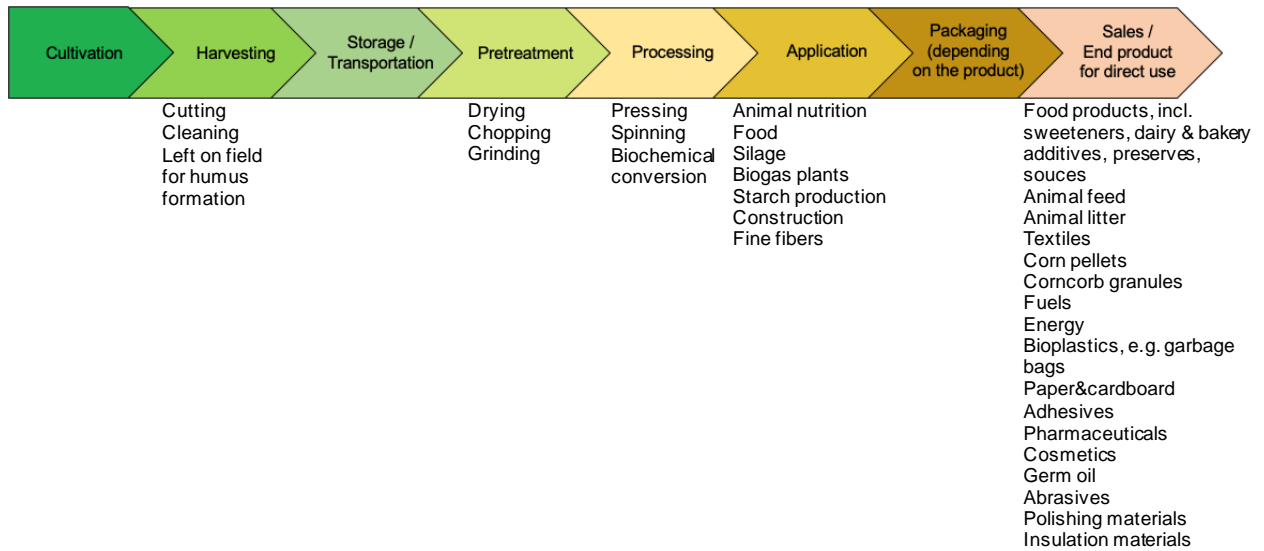 Cultivation
Harvesting
Storage /
Transportation
Pretreatment
Processing
Application
Packaging
(depending
on the product)
Sales /
End product
for direct use
Cutting
Cleaning
Left on field
for humus
formation
Drying
Chopping
Grinding
Pressing
Spinning
Biochemical
conversion
Animal nutrition
Food
Silage
Biogas plants
Starch production
Construction
Fine fibers
Food products, incl.
sweeteners, dairy & bakery
additives, preserves,
souces
Animal feed
Animal litter
Textiles
Corn pellets
Corncorb granules
Fuels
Energy
Bioplastics, e.g. garbage
bags
Paper&cardboard
Adhesives
Pharmaceuticals
Cosmetics
Germ oil
Abrasives
Polishing materials
Insulation materials